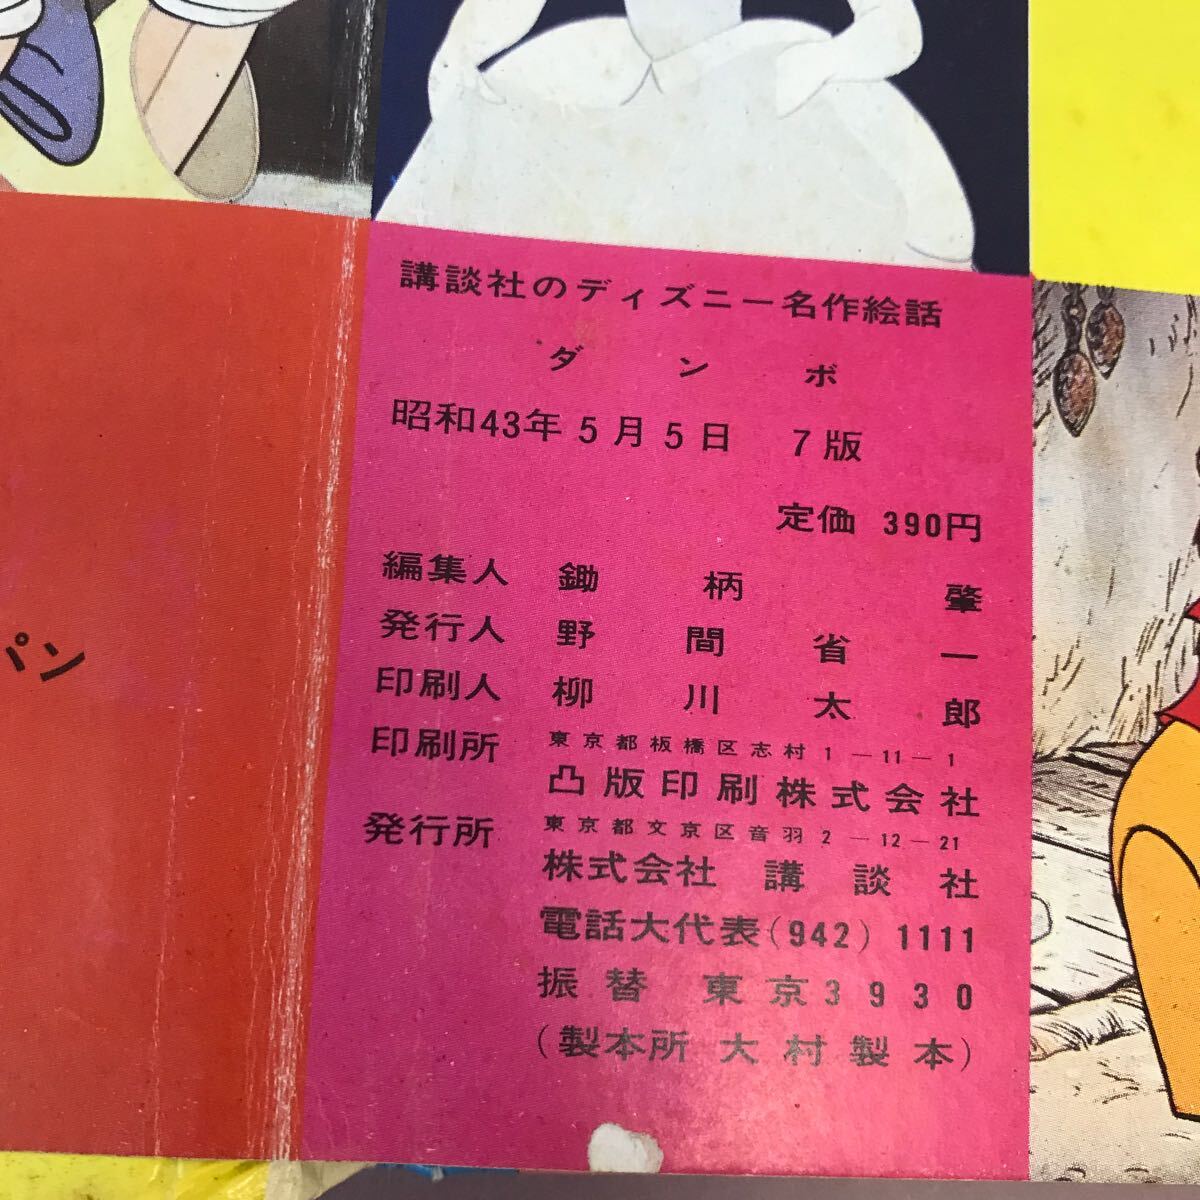 講談社のディズニー名作絵話
ダンボ
昭和43年5月5日 7版
定価 390円
編集人 鋤柄 肇
発行人 野間省一
印刷人 柳川太郎
印刷所 東京都板橋区志村1-11-1
凸版印刷株式会社
発行所 東京都文京区音羽2-12-21
株式会社 講談社
電話大代表(942)1111
振替 東京3930
(製本所 大村製本)
パン